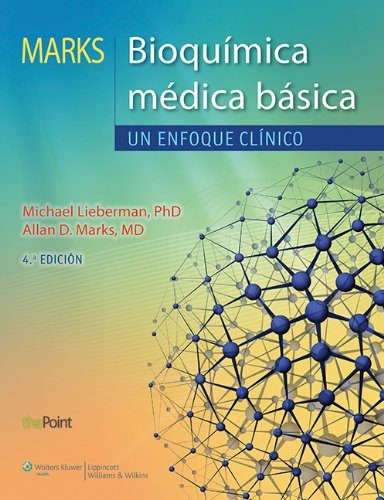 MARKS
Bioquímica
médica básica
UN ENFOQUE CLÍNICO
Michael Lieberman, PhD
Allan D. Marks, MD
4.ª EDICIÓN
thePoint
Wolters Kluwer
Health
Lippincott
Williams & Wilkins